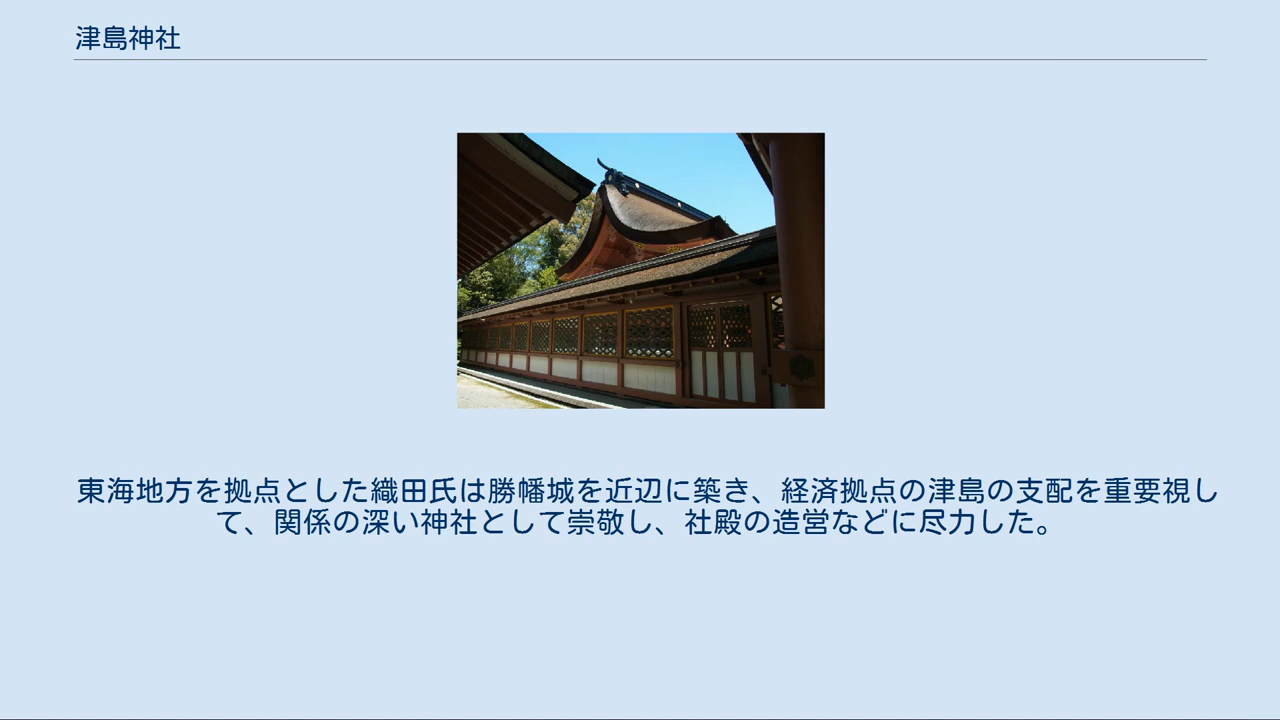 津島神社
東海地方を拠点とした織田氏は勝幡城を近辺に築き、経済拠点の津島の支配を重要視し
て、関係の深い神社として崇敬し、社殿の造営などに尽力した。